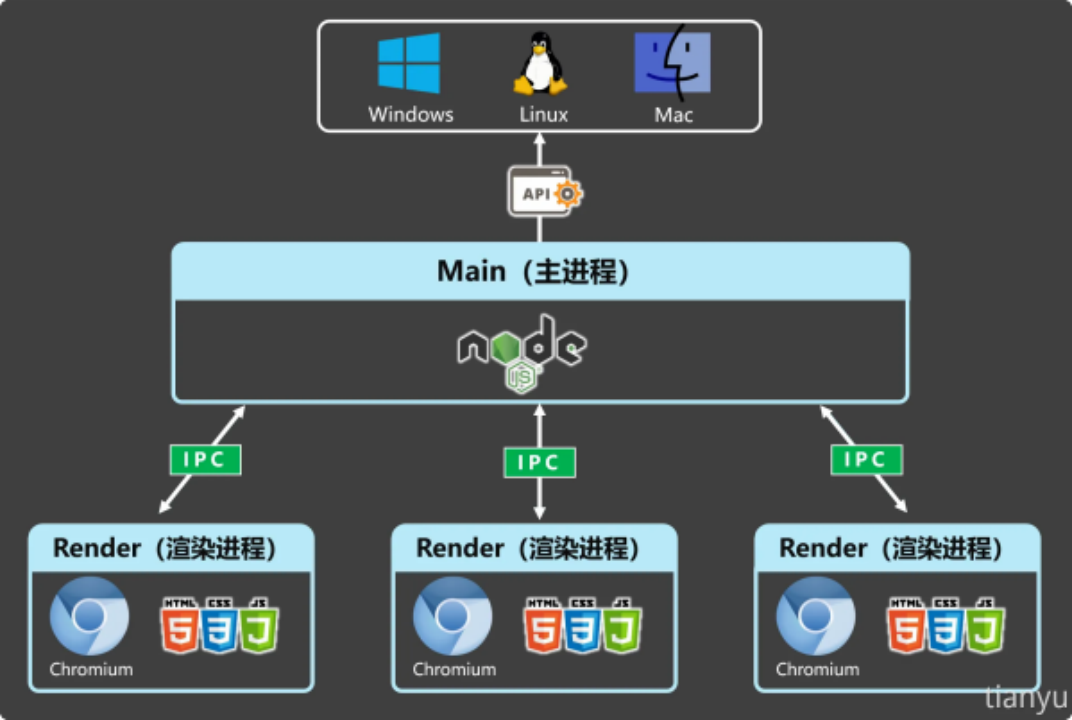 Windows
Linux
Mac
API
Main（主进程）
node
JS
IPC
IPC
IPC
Render（渲染进程）
Render（渲染进程）
Render（渲染进程）
HTML CSS JS
5 3
HTML CSS JS
5 3
HTML CSS JS
5 3
Chromium
Chromium
Chromium
tianyu